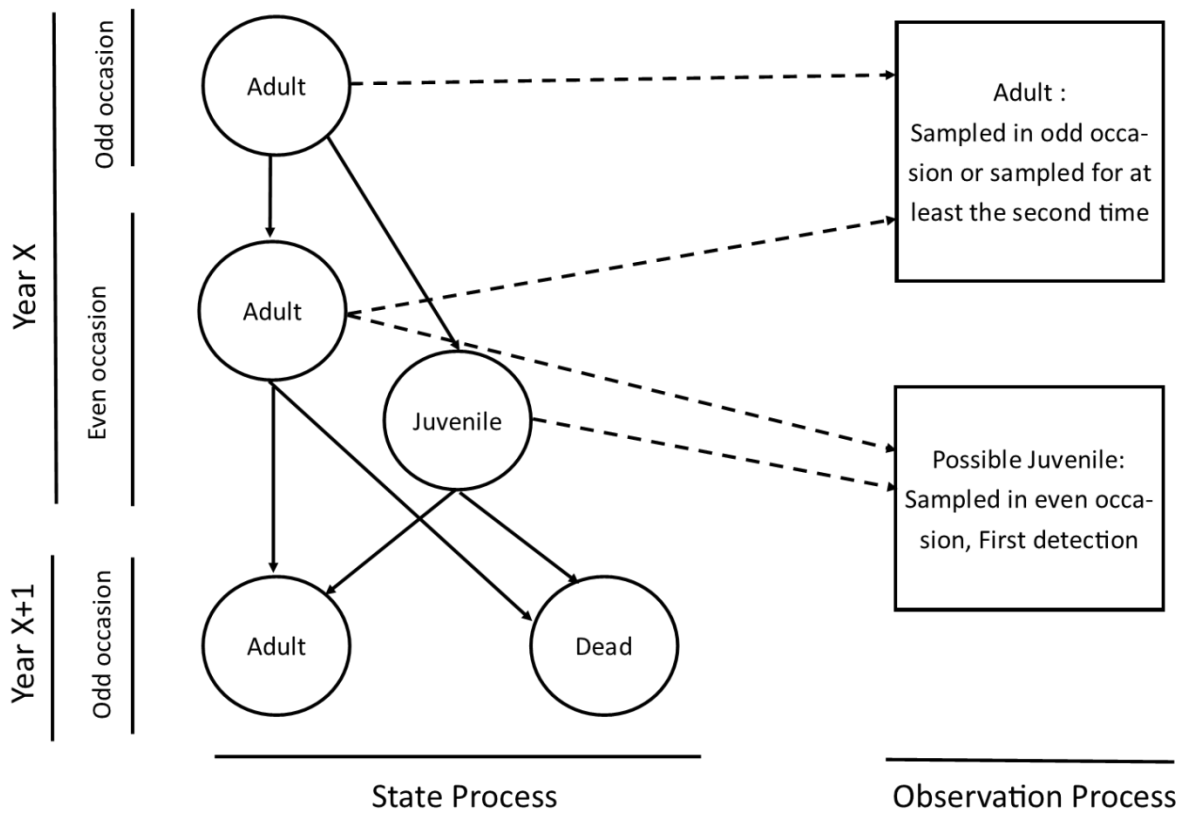 Year X
Odd occasion
Adult
Adult :
Sampled in odd occa-
sion or sampled for at
least the second time
Even occasion
Adult
Juvenile
Possible Juvenile:
Sampled in even occa-
sion, First detection
Year X+1
Odd occasion
Adult
Dead
State Process
Observation Process